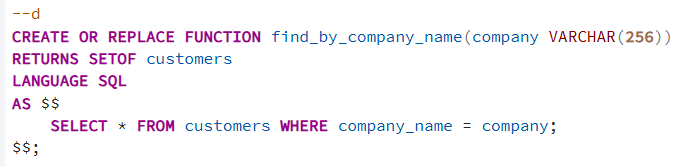 --d
CREATE OR REPLACE FUNCTION find_by_company_name(company VARCHAR(256))
RETURNS SETOF customers
LANGUAGE SQL
AS $$
    SELECT * FROM customers WHERE company_name = company;
$$;